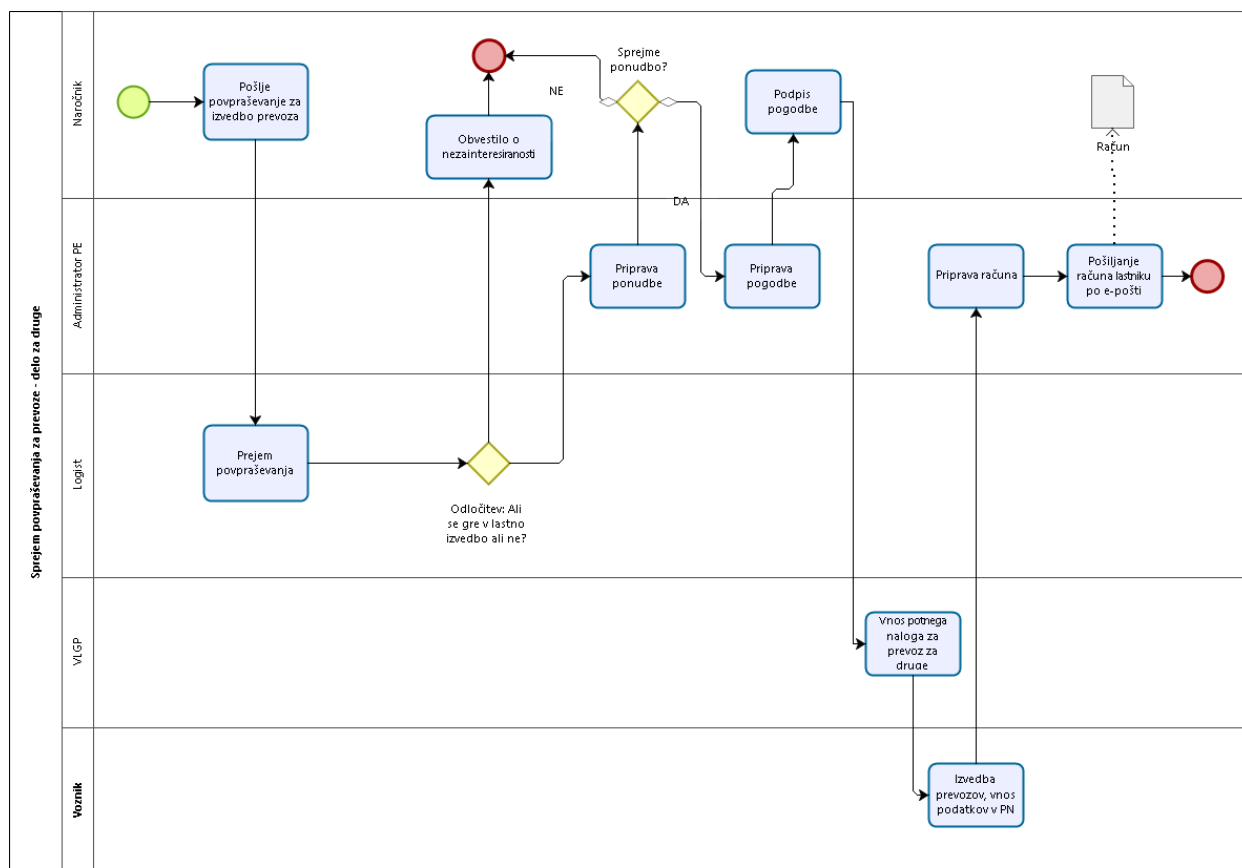 Sprejem povpraševanja za prevoze - delo za druge
Naročnik
Pošlje
povpraševanje za
izvedbo prevoza
Obvestilo o
nezainteresiranosti
NE
Sprejme
ponudbo?
DA
Podpis
pogodbe
Račun
Administrator PE
Priprava
ponudbe
Priprava
pogodbe
Priprava računa
Pošiljanje
računa lastniku
po e-pošti
Logist
Prejem
povpraševanja
Odločitev: Ali
se gre v lastno
izvedbo ali ne?
VLGP
Vnos potnega
naloga za
prevoz za
druge
Voznik
Izvedba
prevozov, vnos
podatkov v PN